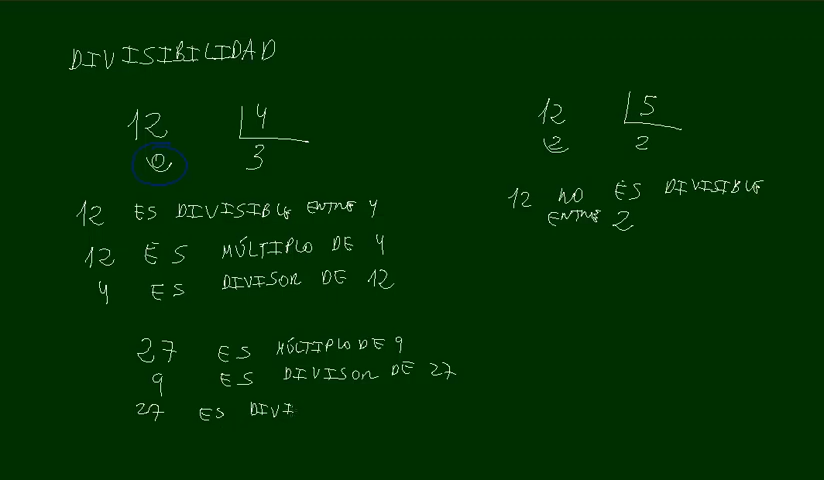 DIVISIBILIDAD
12 4
0 3
12 ES DIVISIBLE ENTRE 4
12 ES MÚLTIPLO DE 4
4 ES DIVISOR DE 12
27 ES MÚLTIPLO DE 9
9 ES DIVISOR DE 27
27 ES DIVI
12 5
2 2
12 NO ES DIVISIBLE
ENTRE 2